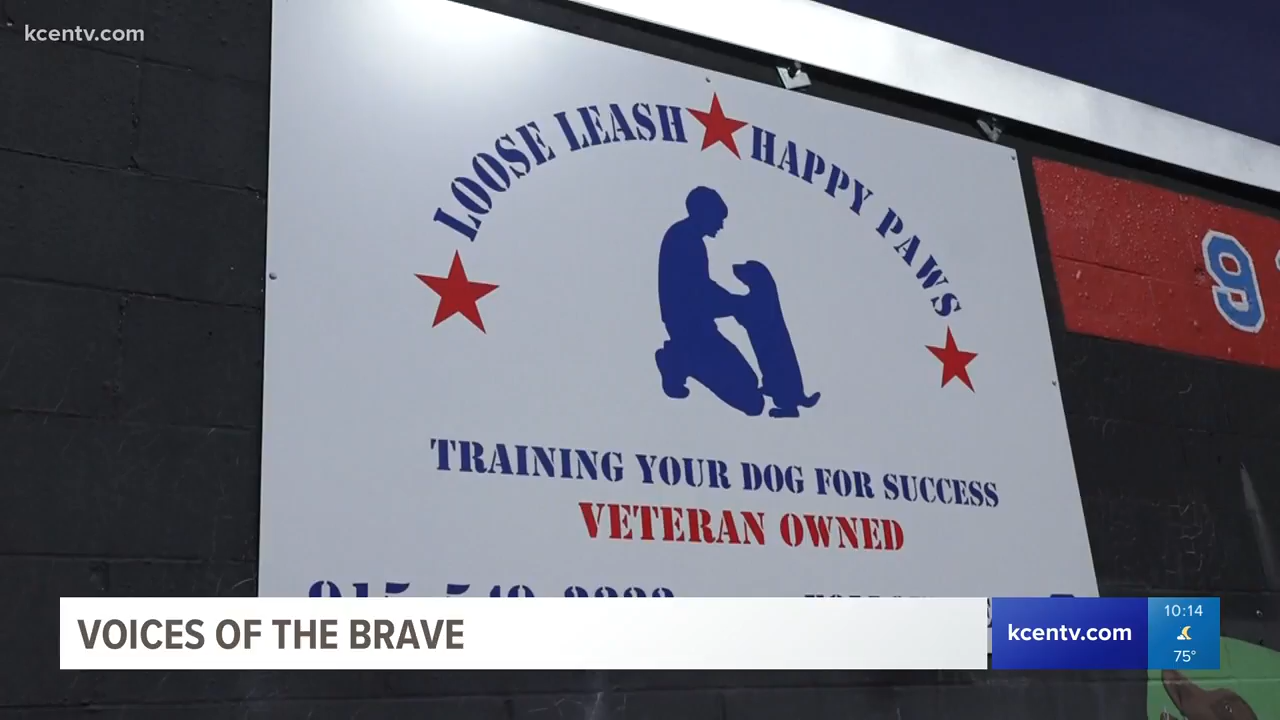 kcentv.com
LOOSE LEASH HAPPY PAWS
9
TRAINING YOUR DOG FOR SUCCESS
VETERAN OWNED
VOICES OF THE BRAVE
kcentv.com
10:14
75°